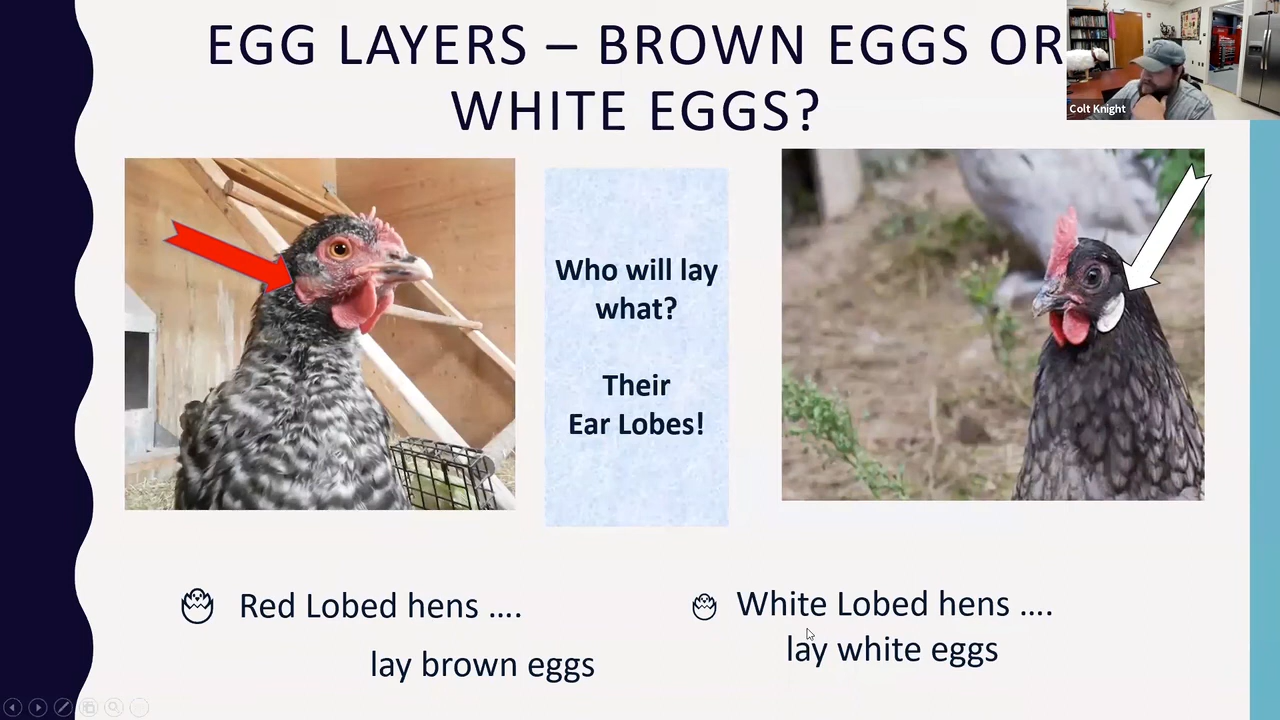 EGG LAYERS – BROWN EGGS OR
WHITE EGGS?
Colt Knight
Who will lay
what?
Their
Ear Lobes!
Red Lobed hens ....
lay brown eggs
White Lobed hens ....
lay white eggs